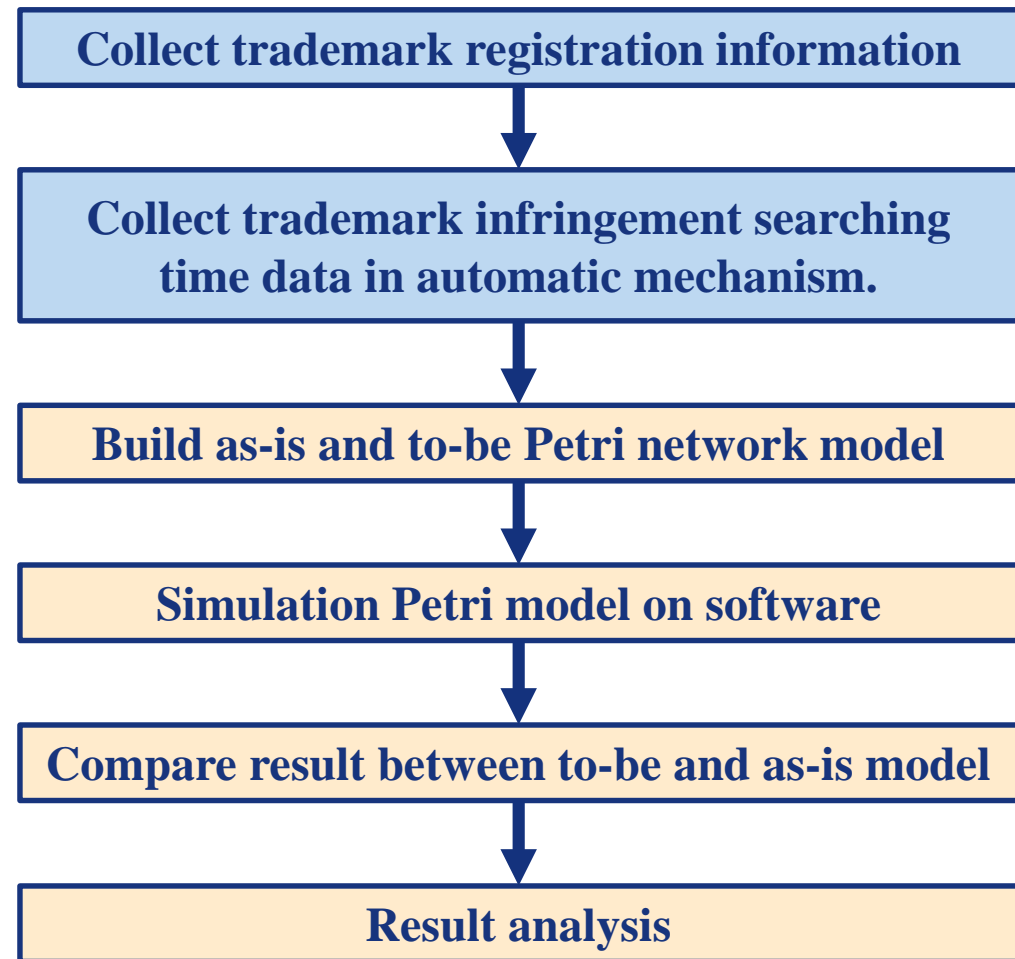 Collect trademark registration information
Collect trademark infringement searching
time data in automatic mechanism.
Build as-is and to-be Petri network model
Simulation Petri model on software
Compare result between to-be and as-is model
Result analysis